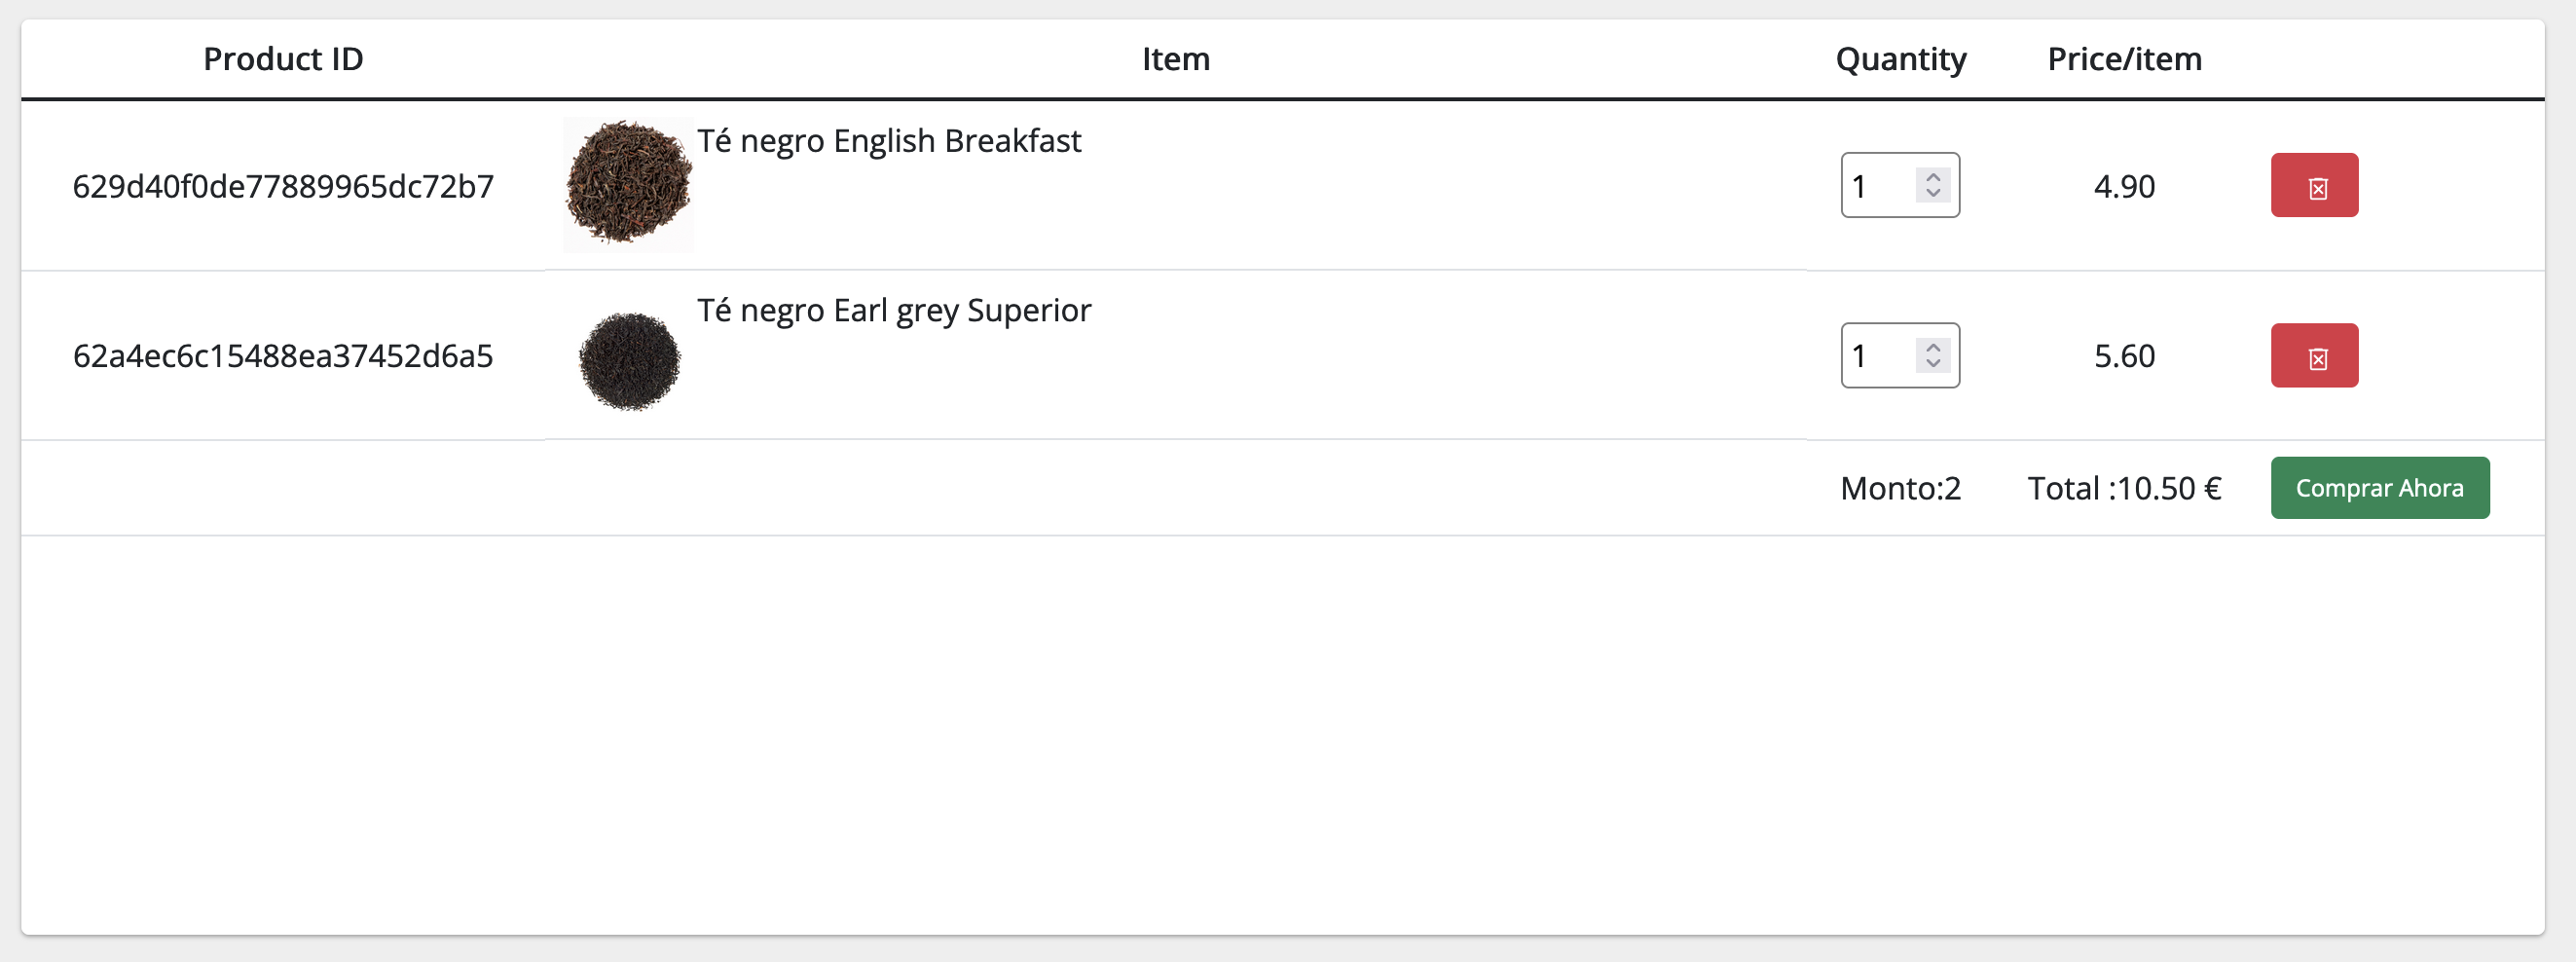 Product ID Item Quantity Price/item
629d40f0de77889965dc72b7 Té negro English Breakfast 1 4.90
62a4ec6c15488ea37452d6a5 Té negro Earl grey Superior 1 5.60
Monto:2 Total :10.50 € Comprar Ahora